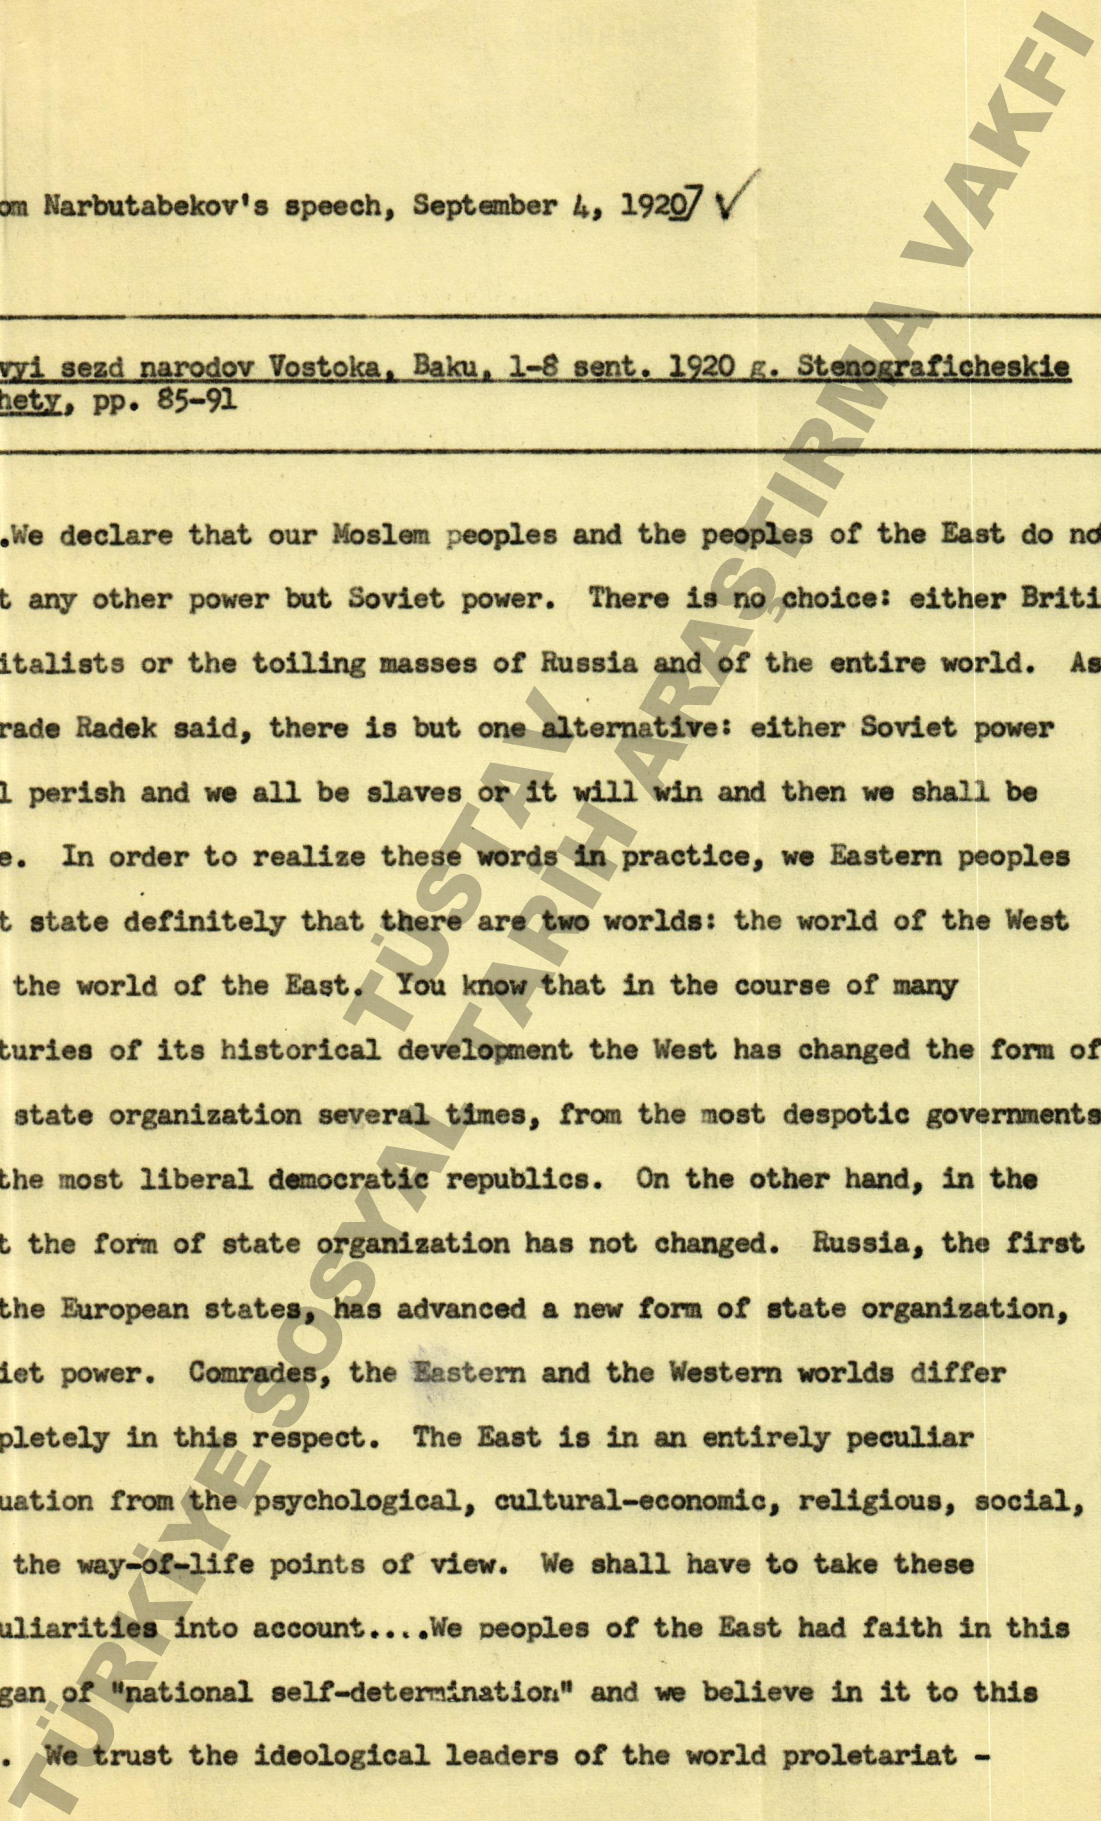 om Narbutabekov's speech, September 4, 1920/7 ✓
vyi sezd narodov Vostoka, Baku, 1-8 sent. 1920 g. Stenograficheskie
hety, pp. 85-91
.We declare that our Moslem peoples and the peoples of the East do no
t any other power but Soviet power. There is no choice: either Briti
italists or the toiling masses of Russia and of the entire world. As
rade Radek said, there is but one alternative: either Soviet power
l perish and we all be slaves or it will win and then we shall be
e. In order to realize these words in practice, we Eastern peoples
t state definitely that there are two worlds: the world of the West
the world of the East. You know that in the course of many
turies of its historical development the West has changed the form of
state organization several times, from the most despotic governments
the most liberal democratic republics. On the other hand, in the
t the form of state organization has not changed. Russia, the first
the European states, has advanced a new form of state organization,
iet power. Comrades, the Eastern and the Western worlds differ
pletely in this respect. The East is in an entirely peculiar
uation from the psychological, cultural-economic, religious, social,
the way-of-life points of view. We shall have to take these
uliarities into account....We peoples of the East had faith in this
gan of "national self-determination" and we believe in it to this
. We trust the ideological leaders of the world proletariat -
TÜSTAV
TÜRKİYE SOSYAL TARİH ARAŞTIRMA VAKFI